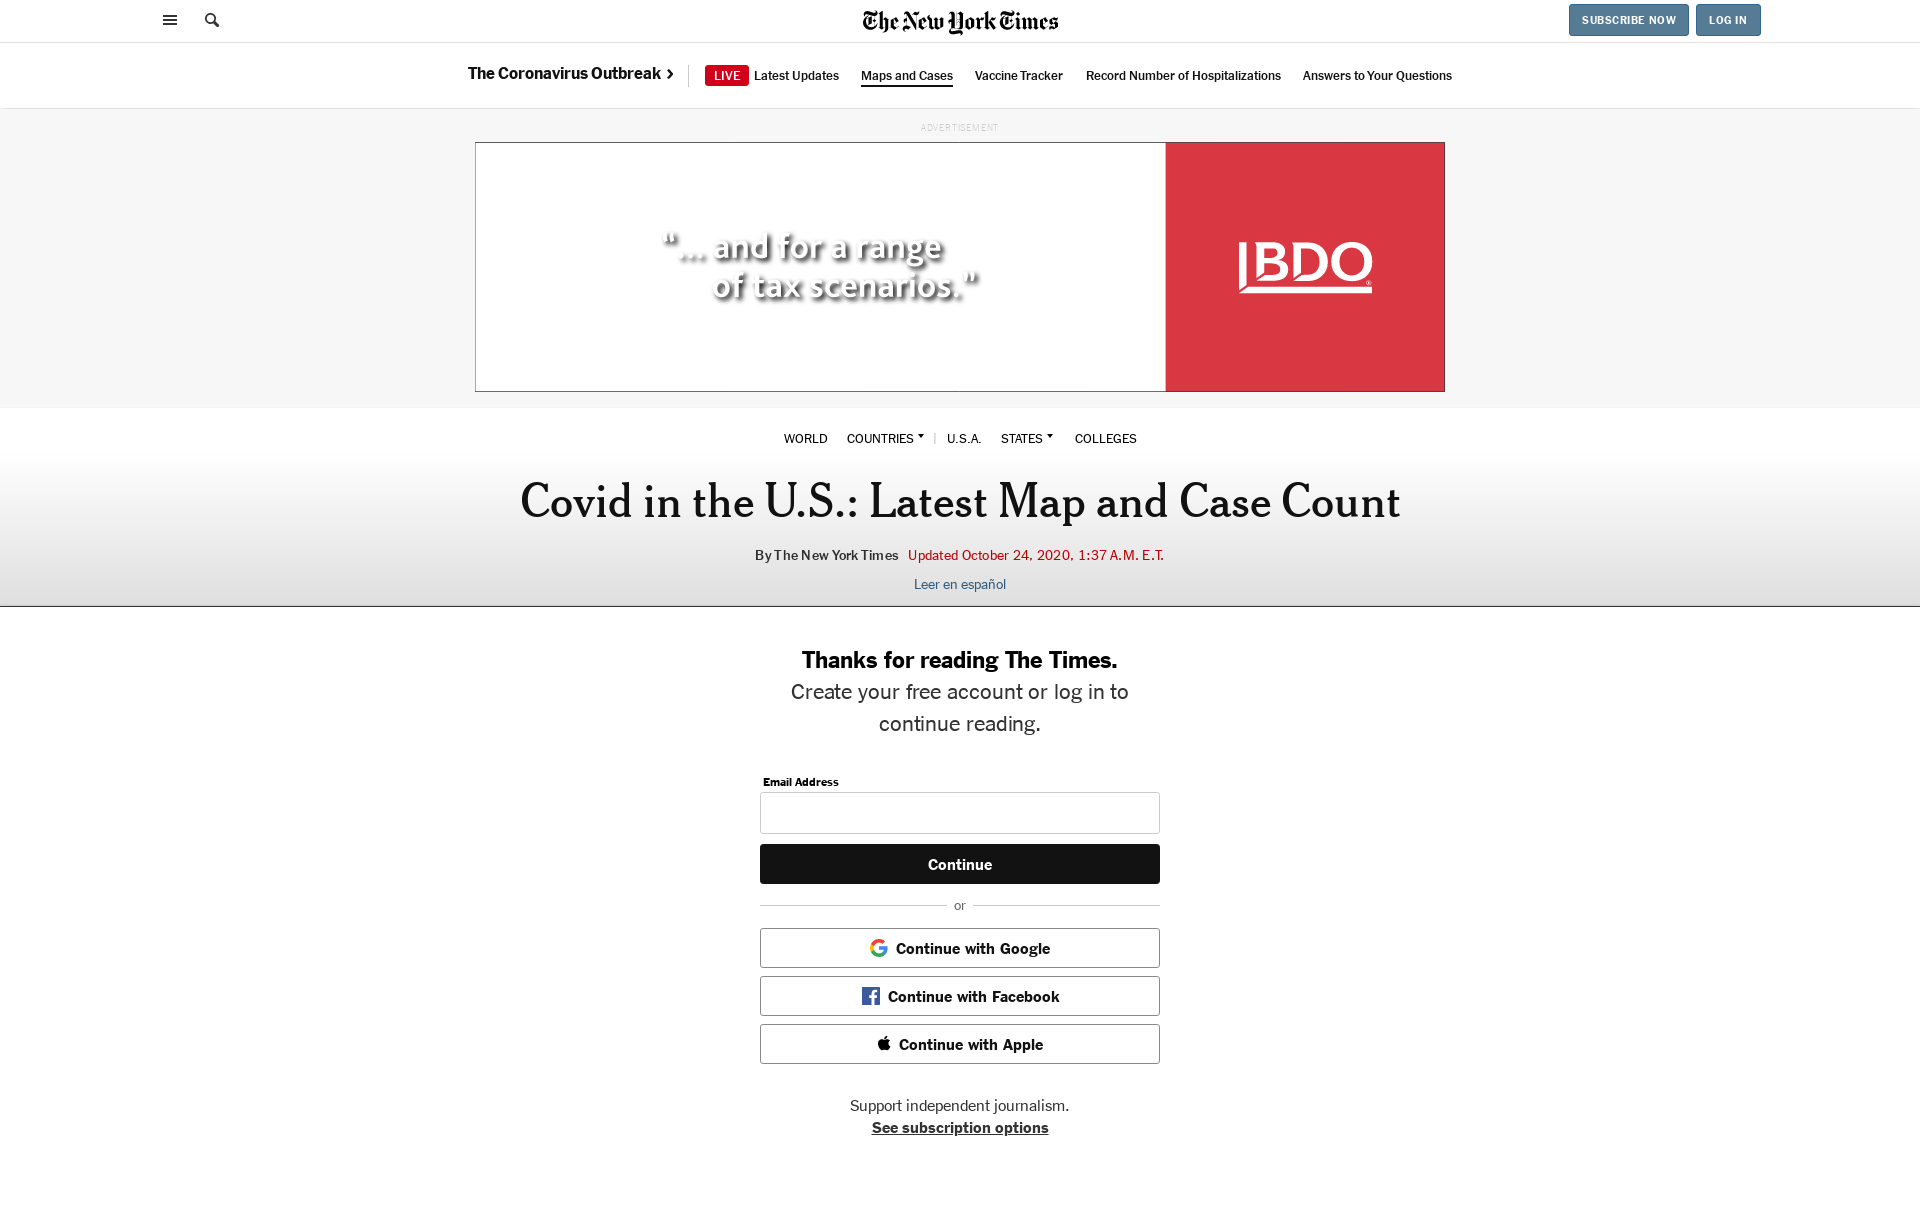 The New York Times
SUBSCRIBE NOW
LOG IN
The Coronavirus Outbreak
LIVE Latest Updates
Maps and Cases
Vaccine Tracker
Record Number of Hospitalizations
Answers to Your Questions
ADVERTISEMENT
“... and for a range
of tax scenarios.”
BDO
®
WORLD
COUNTRIES
U.S.A.
STATES
COLLEGES
Covid in the U.S.: Latest Map and Case Count
By The New York Times Updated October 24, 2020, 1:37 A.M. E.T.
Leer en español
Thanks for reading The Times.
Create your free account or log in to
continue reading.
Email Address
Continue
or
Continue with Google
Continue with Facebook
Continue with Apple
Support independent journalism.
See subscription options